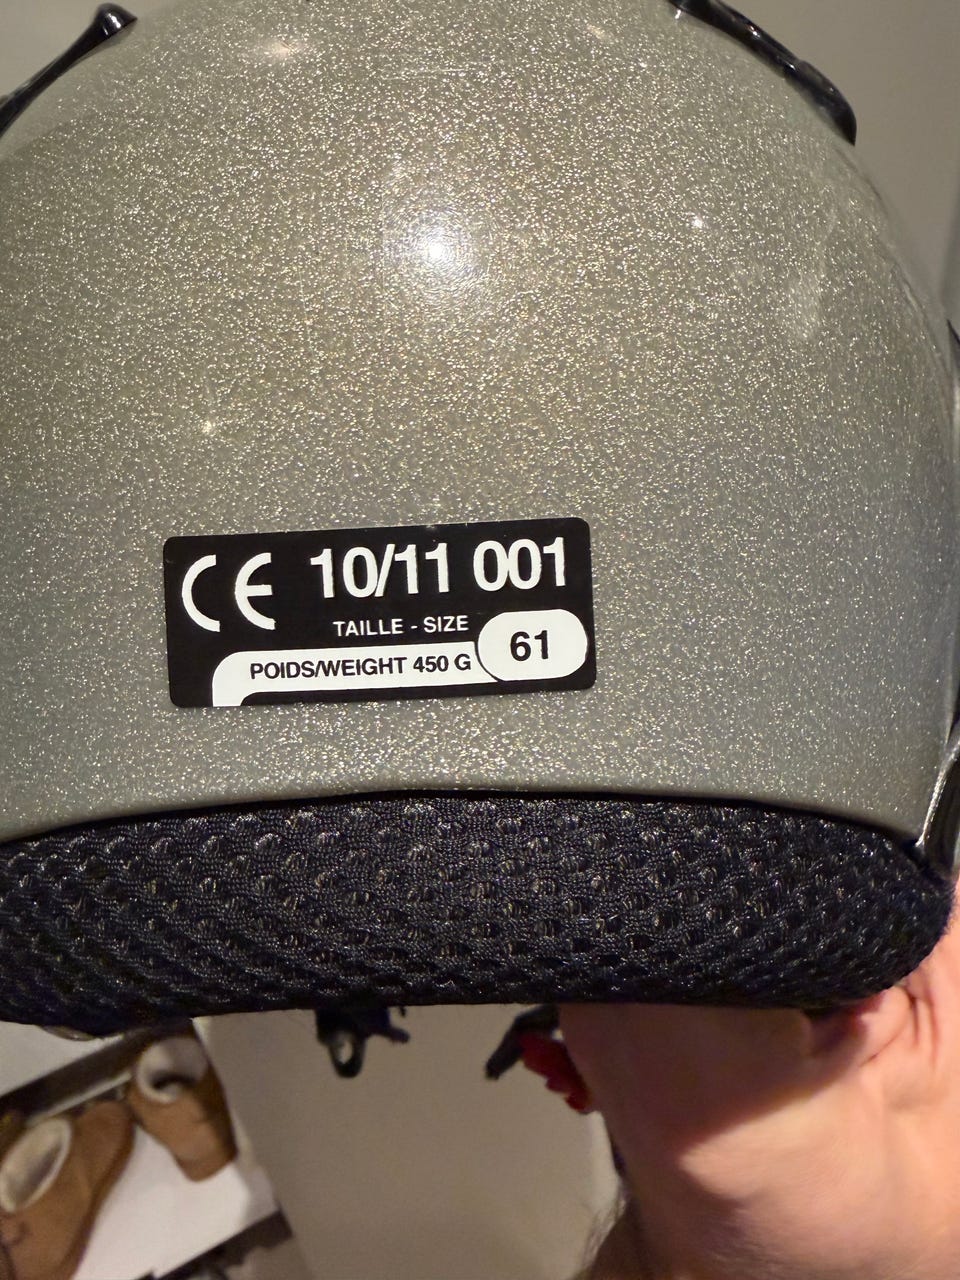 CE 10/11 001
TAILLE - SIZE
61
POIDS/WEIGHT 450 G